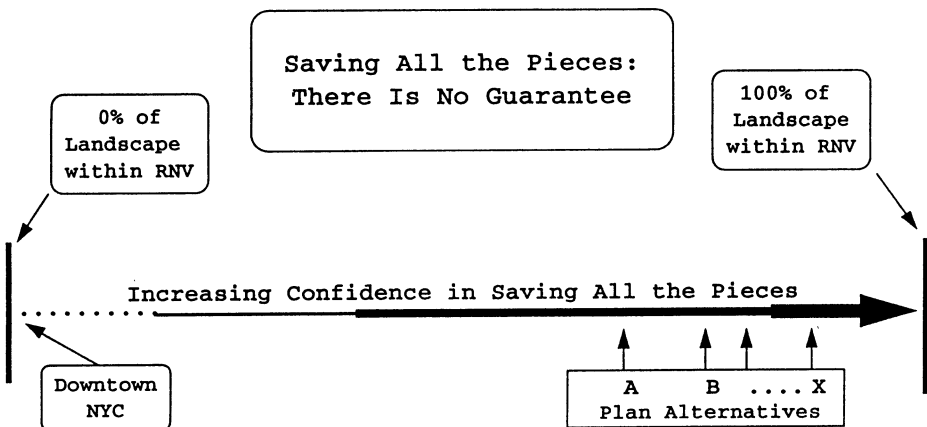 Saving All the Pieces:
There Is No Guarantee
0% of
Landscape
within RNV
100% of
Landscape
within RNV
Increasing Confidence in Saving All the Pieces
Downtown
NYC
A B ....X
Plan Alternatives